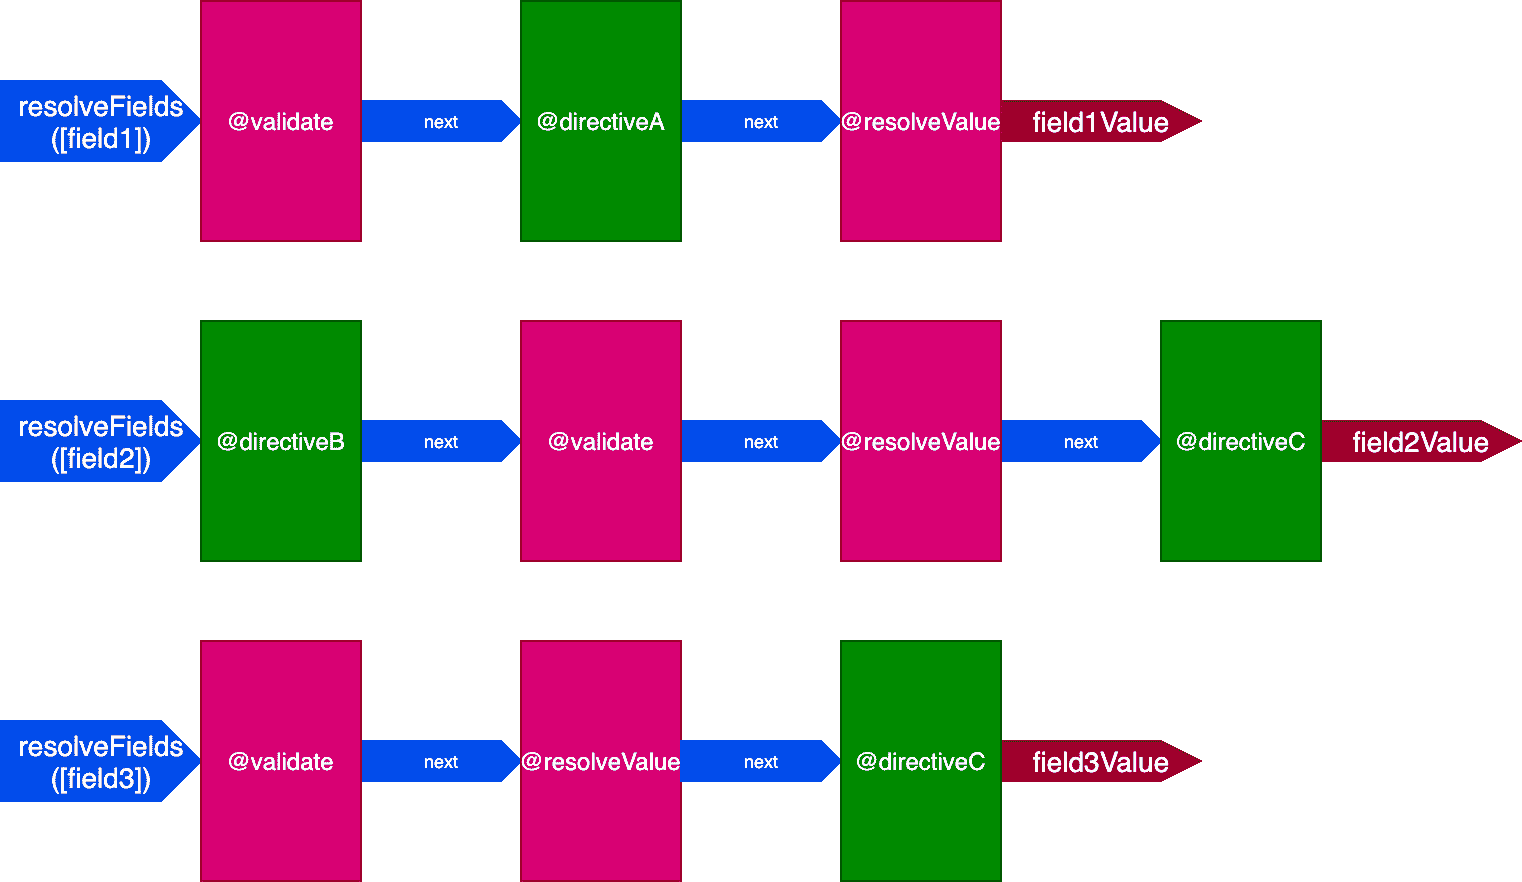 resolveFields
([field1])
@validate
next
@directiveA
next
@resolveValue
field1Value
resolveFields
([field2])
@directiveB
next
@validate
next
@resolveValue
next
@directiveC
field2Value
resolveFields
([field3])
@validate
next
@resolveValue
next
@directiveC
field3Value